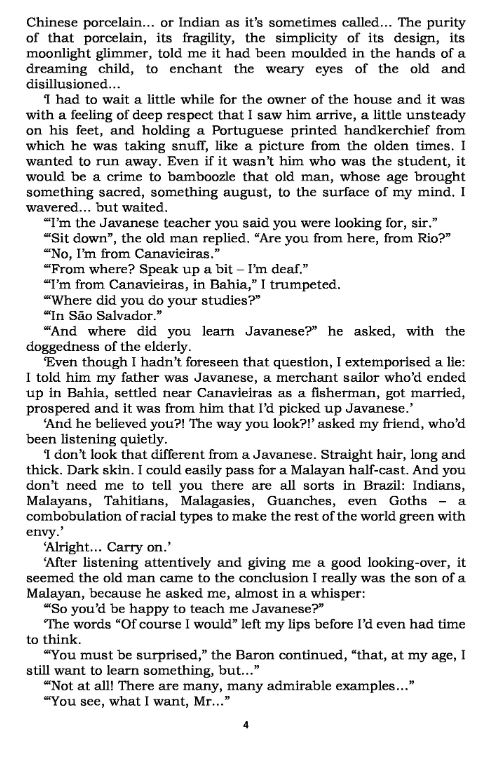 Chinese porcelain... or Indian as it's sometimes called... The purity
of that porcelain, its fragility, the simplicity of its design, its
moonlight glimmer, told me it had been moulded in the hands of a
dreaming child, to enchant the weary eyes of the old and
disillusioned...
'I had to wait a little while for the owner of the house and it was
with a feeling of deep respect that I saw him arrive, a little unsteady
on his feet, and holding a Portuguese printed handkerchief from
which he was taking snuff, like a picture from the olden times. I
wanted to run away. Even if it wasn't him who was the student, it
would be a crime to bamboozle that old man, whose age brought
something sacred, something august, to the surface of my mind. I
wavered... but waited.
'"I'm the Javanese teacher you said you were looking for, sir."
'"Sit down", the old man replied. "Are you from here, from Rio?"
'"No, I'm from Canavieiras."
'"From where? Speak up a bit – I'm deaf."
'"I'm from Canavieiras, in Bahia," I trumpeted.
'"Where did you do your studies?"
'"In São Salvador."
'"And where did you learn Javanese?" he asked, with the
doggedness of the elderly.
'Even though I hadn't foreseen that question, I extemporised a lie:
I told him my father was Javanese, a merchant sailor who'd ended
up in Bahia, settled near Canavieiras as a fisherman, got married,
prospered and it was from him that I'd picked up Javanese.'
'And he believed you?! The way you look?!' asked my friend, who'd
been listening quietly.
'I don't look that different from a Javanese. Straight hair, long and
thick. Dark skin. I could easily pass for a Malayan half-cast. And you
don't need me to tell you there are all sorts in Brazil: Indians,
Malayans, Tahitians, Malagasies, Guanches, even Goths – a
combobulation of racial types to make the rest of the world green with
envy.'
'Alright... Carry on.'
'After listening attentively and giving me a good looking-over, it
seemed the old man came to the conclusion I really was the son of a
Malayan, because he asked me, almost in a whisper:
'"So you'd be happy to teach me Javanese?"
'The words "Of course I would" left my lips before I'd even had time
to think.
'"You must be surprised," the Baron continued, "that, at my age, I
still want to learn something, but..."
'"Not at all! There are many, many admirable examples..."
'"You see, what I want, Mr..."
4